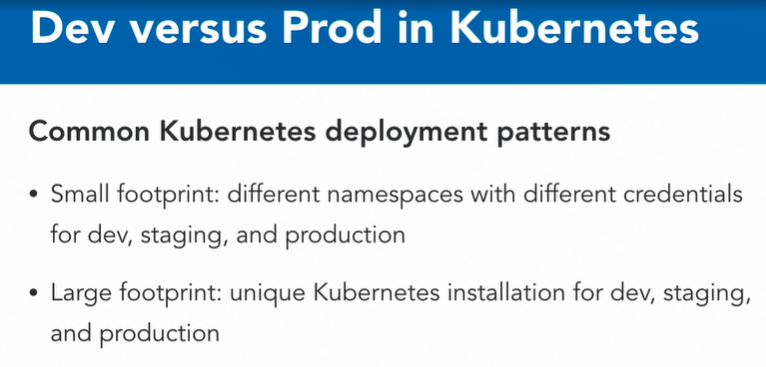 Dev versus Prod in Kubernetes
Common Kubernetes deployment patterns
• Small footprint: different namespaces with different credentials
for dev, staging, and production
• Large footprint: unique Kubernetes installation for dev, staging,
and production